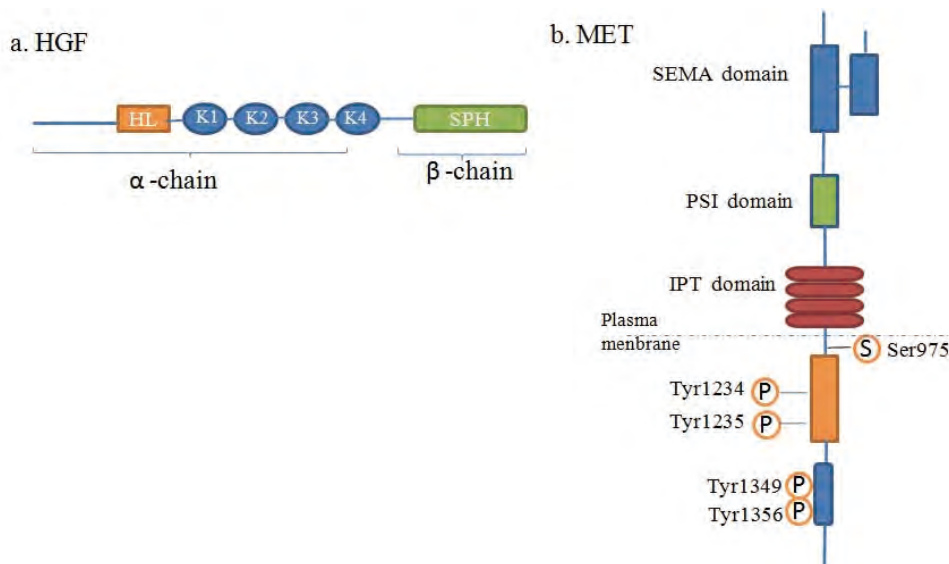 a. HGF
HL K1 K2 K3 K4 SPH
α-chain
β-chain
b. MET
SEMA domain
PSI domain
IPT domain
Plasma
menbrane
S Ser975
Tyr1234 P
Tyr1235 P
Tyr1349 P
Tyr1356 P